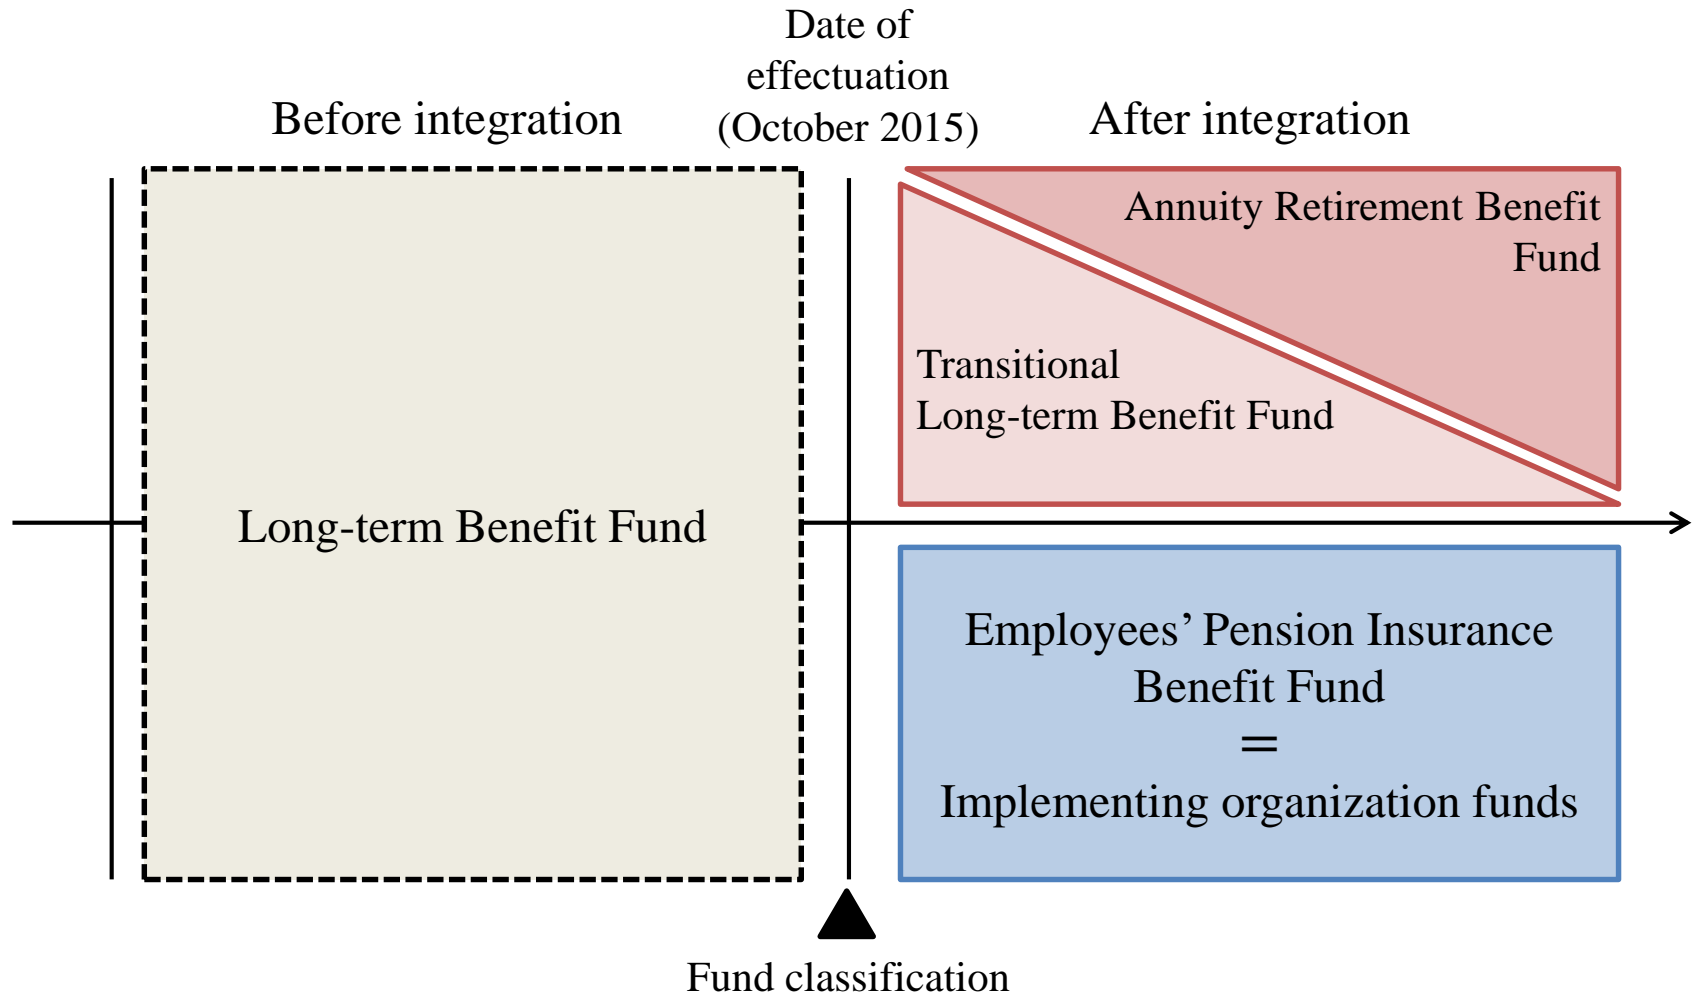 Date of
effectuation
(October 2015)
Before integration
After integration
Annuity Retirement Benefit
Fund
Transitional
Long-term Benefit Fund
Long-term Benefit Fund
Employees’ Pension Insurance
Benefit Fund
=
Implementing organization funds
Fund classification